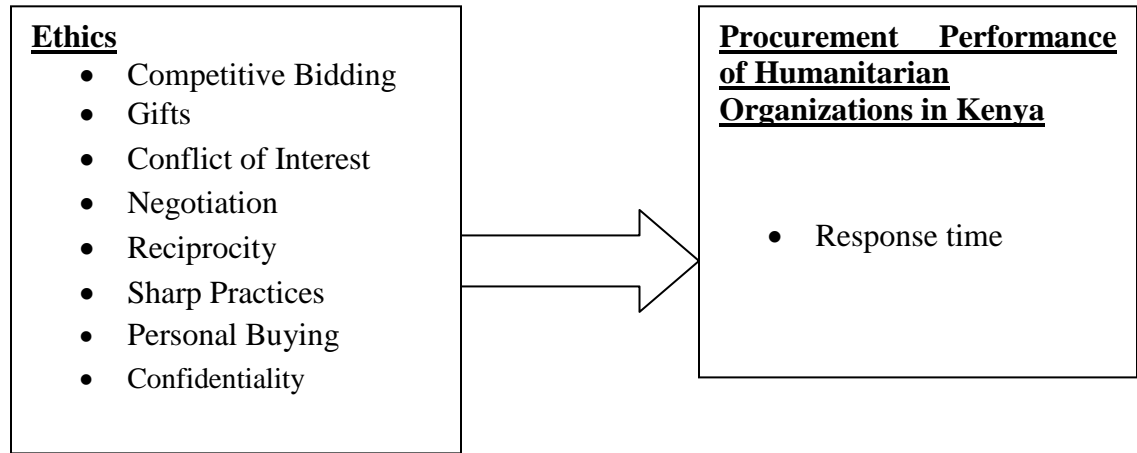 Ethics
• Competitive Bidding
• Gifts
• Conflict of Interest
• Negotiation
• Reciprocity
• Sharp Practices
• Personal Buying
• Confidentiality
Procurement Performance
of Humanitarian
Organizations in Kenya
• Response time